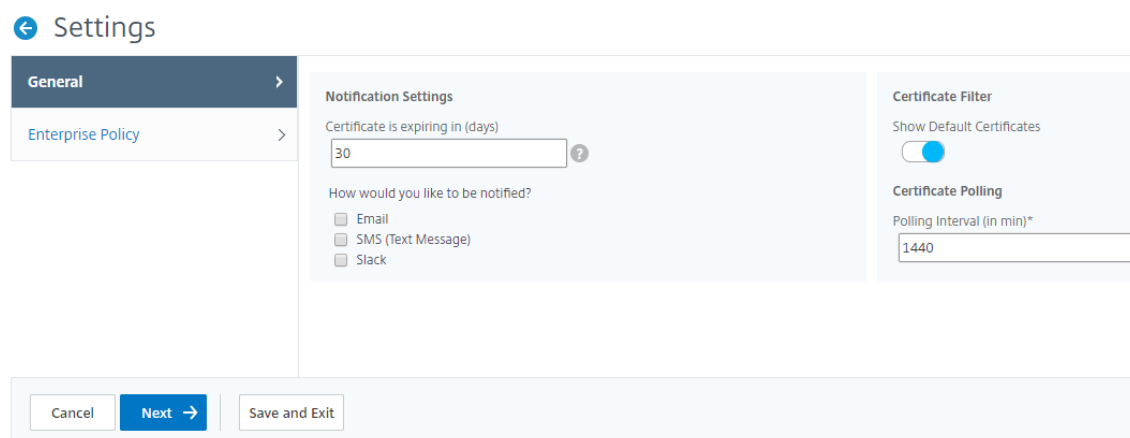 Settings
General
Enterprise Policy
Notification Settings
Certificate is expiring in (days)
30
?
How would you like to be notified?
Email
SMS (Text Message)
Slack
Certificate Filter
Show Default Certificates
Certificate Polling
Polling Interval (in min)*
1440
Cancel
Next
Save and Exit